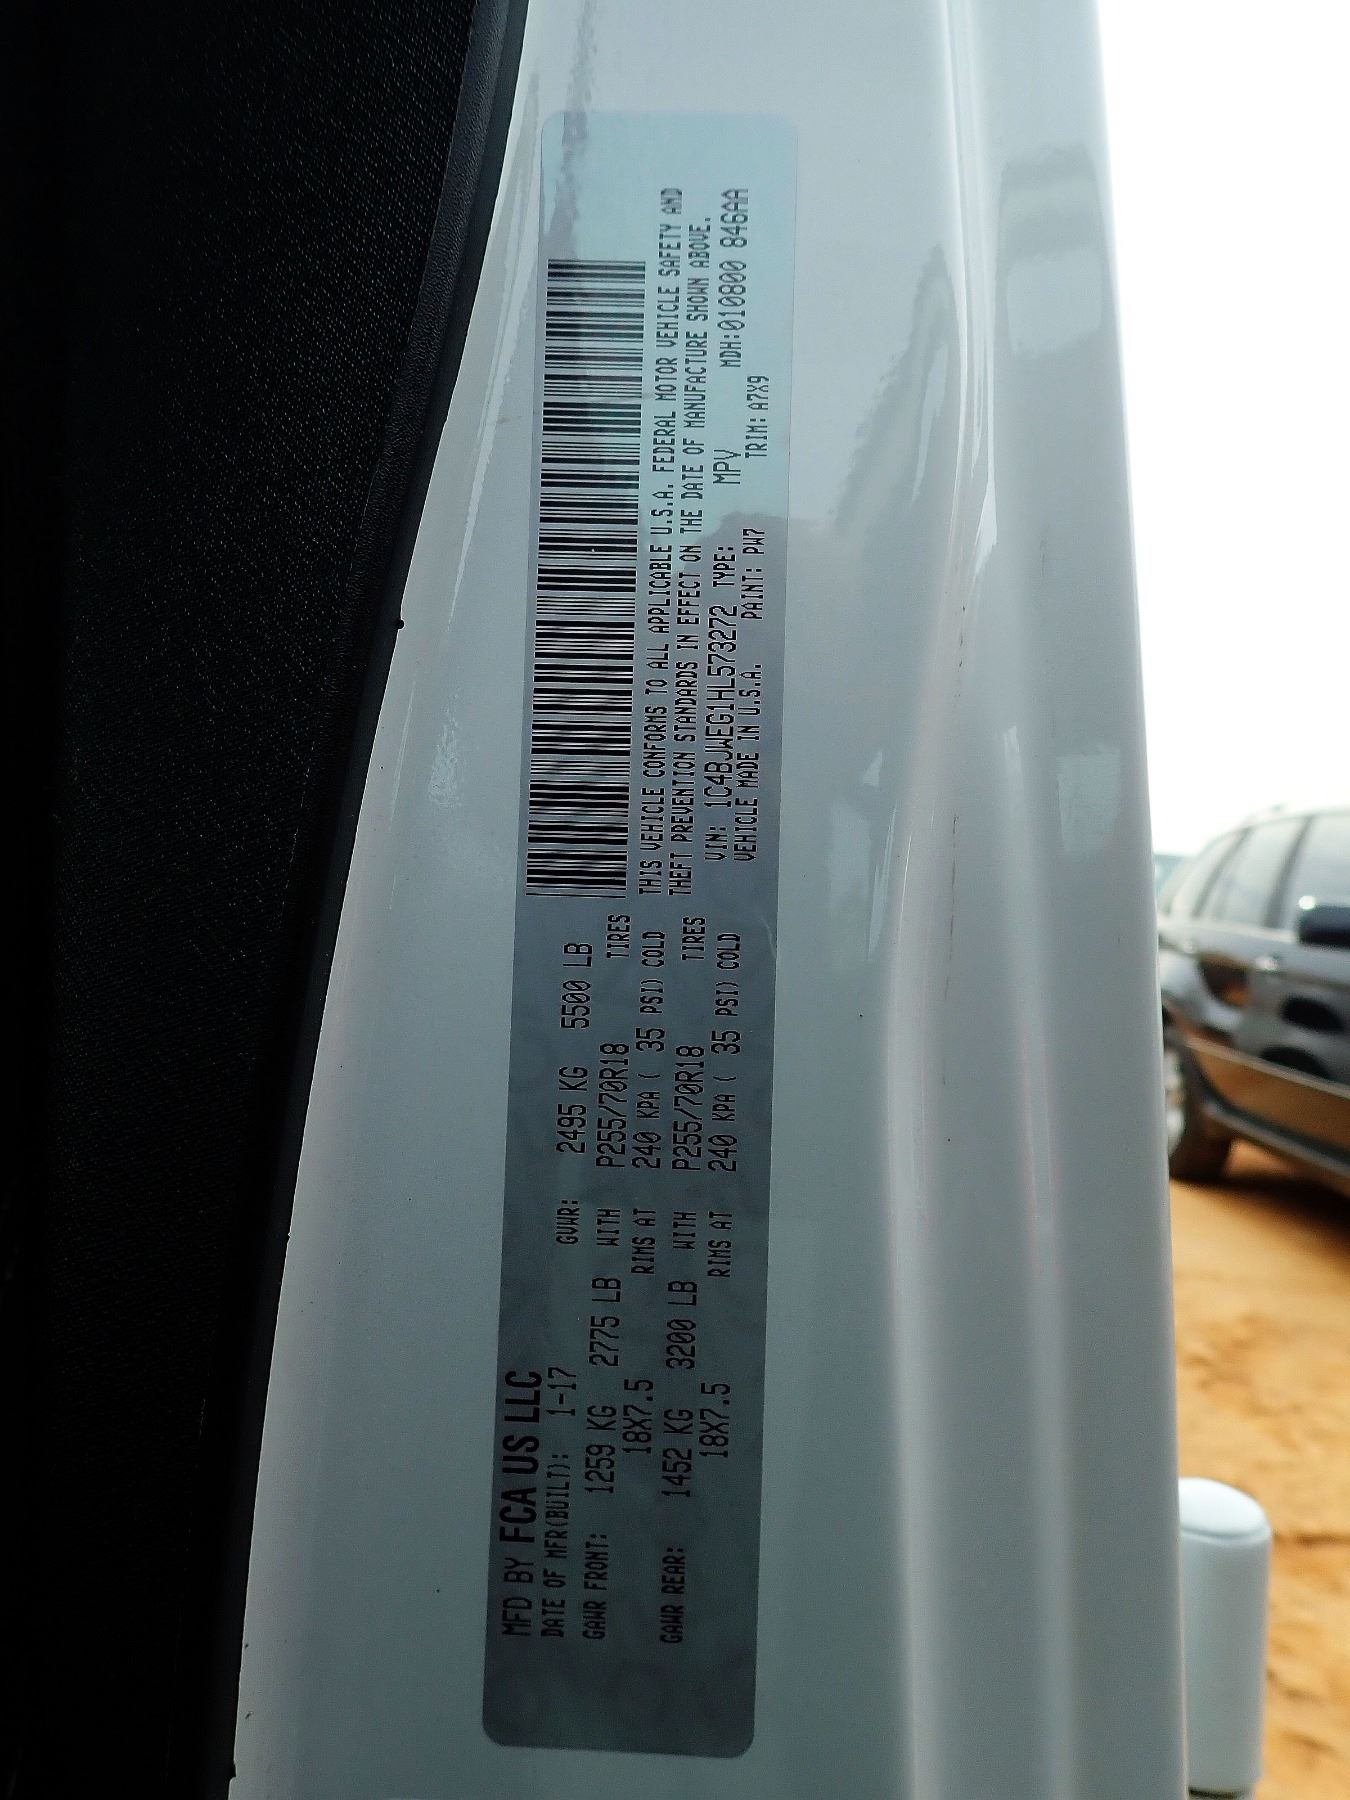 MFD BY FCA US LLC
DATE OF MFR(BUILT): 1-17
GVWR: 2495 KG 5500 LB
GAWR FRONT: 1259 KG 2775 LB WITH P255/70R18 TIRES
18X7.5 RIMS AT 240 KPA ( 35 PSI) COLD
GAWR REAR: 1452 KG 3200 LB WITH P255/70R18 TIRES
18X7.5 RIMS AT 240 KPA ( 35 PSI) COLD
THIS VEHICLE CONFORMS TO ALL APPLICABLE U.S.A. FEDERAL MOTOR VEHICLE SAFETY AND
THEFT PREVENTION STANDARDS IN EFFECT ON THE DATE OF MANUFACTURE SHOWN ABOVE.
VIN: 1C4BJWEG1HL573272 TYPE: MPV MDH:010800 846AA
VEHICLE MADE IN U.S.A. PAINT: PW7 TRIM: A7X9